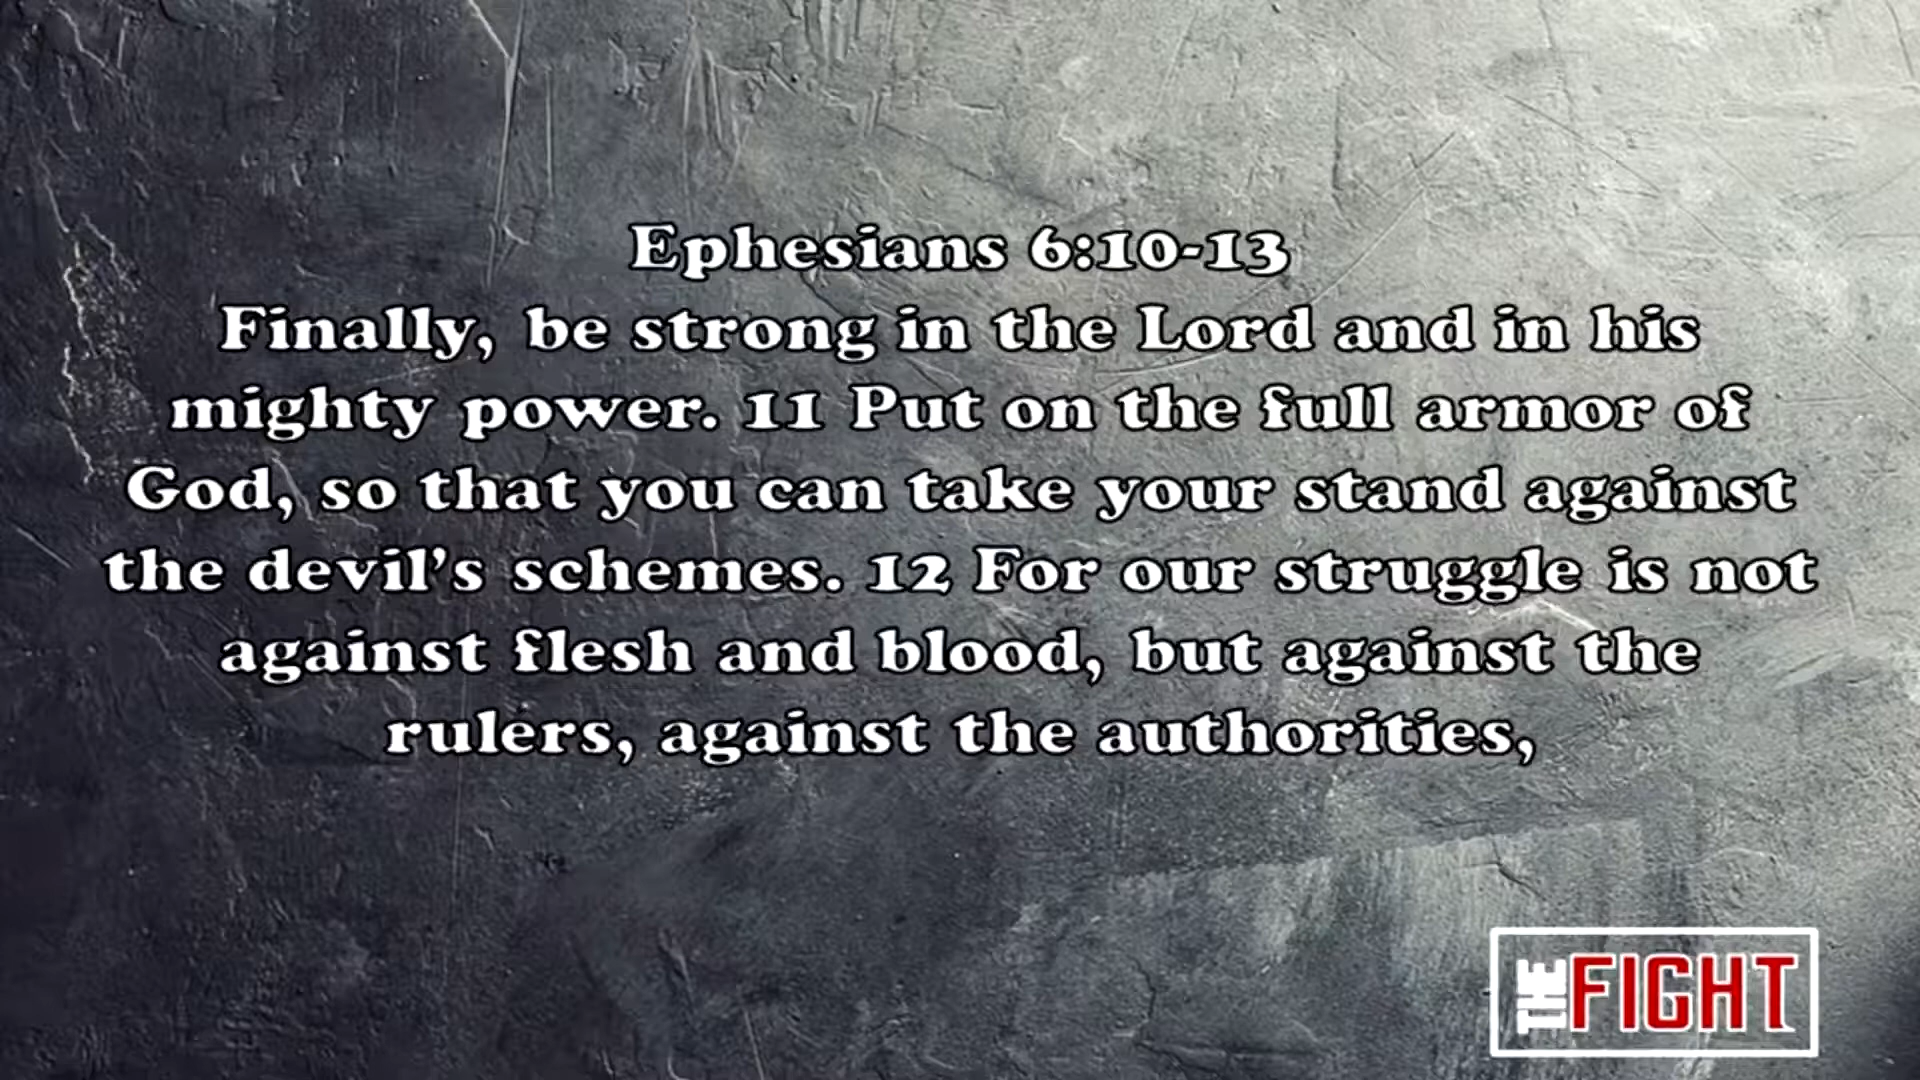 Ephesians 6:10-13
Finally, be strong in the Lord and in his
mighty power. 11 Put on the full armor of
God, so that you can take your stand against
the devil’s schemes. 12 For our struggle is not
against flesh and blood, but against the
rulers, against the authorities,
THE FIGHT